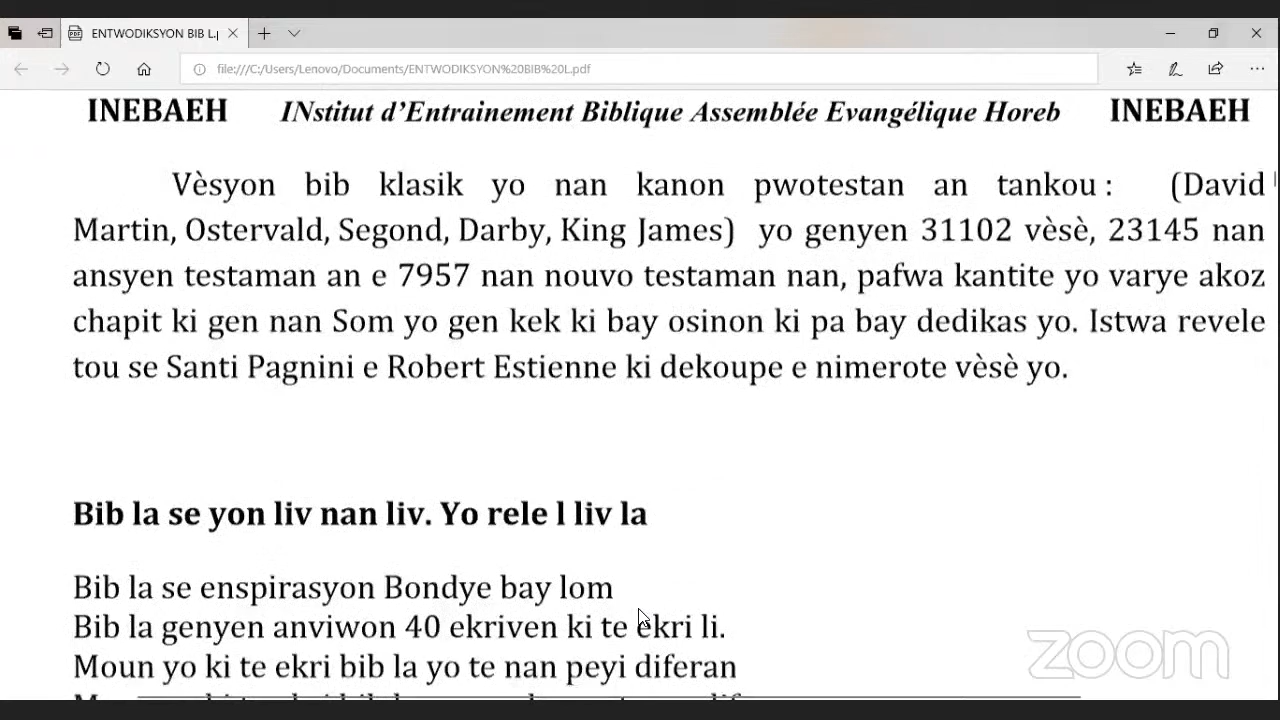 ENTWODIKSYON BIB L.p
file:///C:/Users/Lenovo/Documents/ENTWODIKSYON%20BIB%20L.pdf
INEBAEH INstitut d’Entrainement Biblique Assemblée Evangélique Horeb INEBAEH
Vèsyon bib klasik yo nan kanon pwotestan an tankou : (David
Martin, Ostervald, Segond, Darby, King James) yo genyen 31102 vèsè, 23145 nan
ansyen testaman an e 7957 nan nouvo testaman nan, pafwa kantite yo varye akoz
chapit ki gen nan Som yo gen kek ki bay osinon ki pa bay dedikas yo. Istwa revele
tou se Santi Pagnini e Robert Estienne ki dekoupe e nimerote vèsè yo.
Bib la se yon liv nan liv. Yo rele l liv la
Bib la se enspirasyon Bondye bay lom
Bib la genyen anviwon 40 ekriven ki te ekri li.
Moun yo ki te ekri bib la yo te nan peyi diferan
zoom